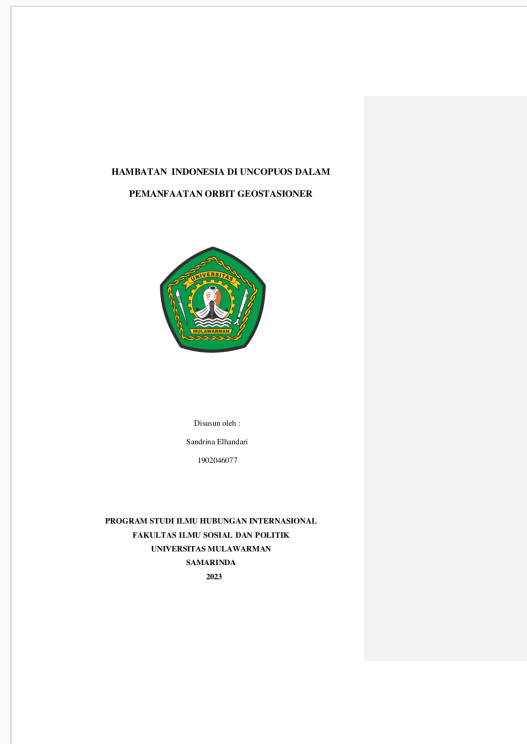 HAMBATAN INDONESIA DI UNCOPUOS DALAM
PEMANFAATAN ORBIT GEOSTASIONER
UNIVERSITAS
MULAWARMAN
Disusun oleh :
Sandrina Elhandari
1902046077
PROGRAM STUDI ILMU HUBUNGAN INTERNASIONAL
FAKULTAS ILMU SOSIAL DAN POLITIK
UNIVERSITAS MULAWARMAN
SAMARINDA
2023